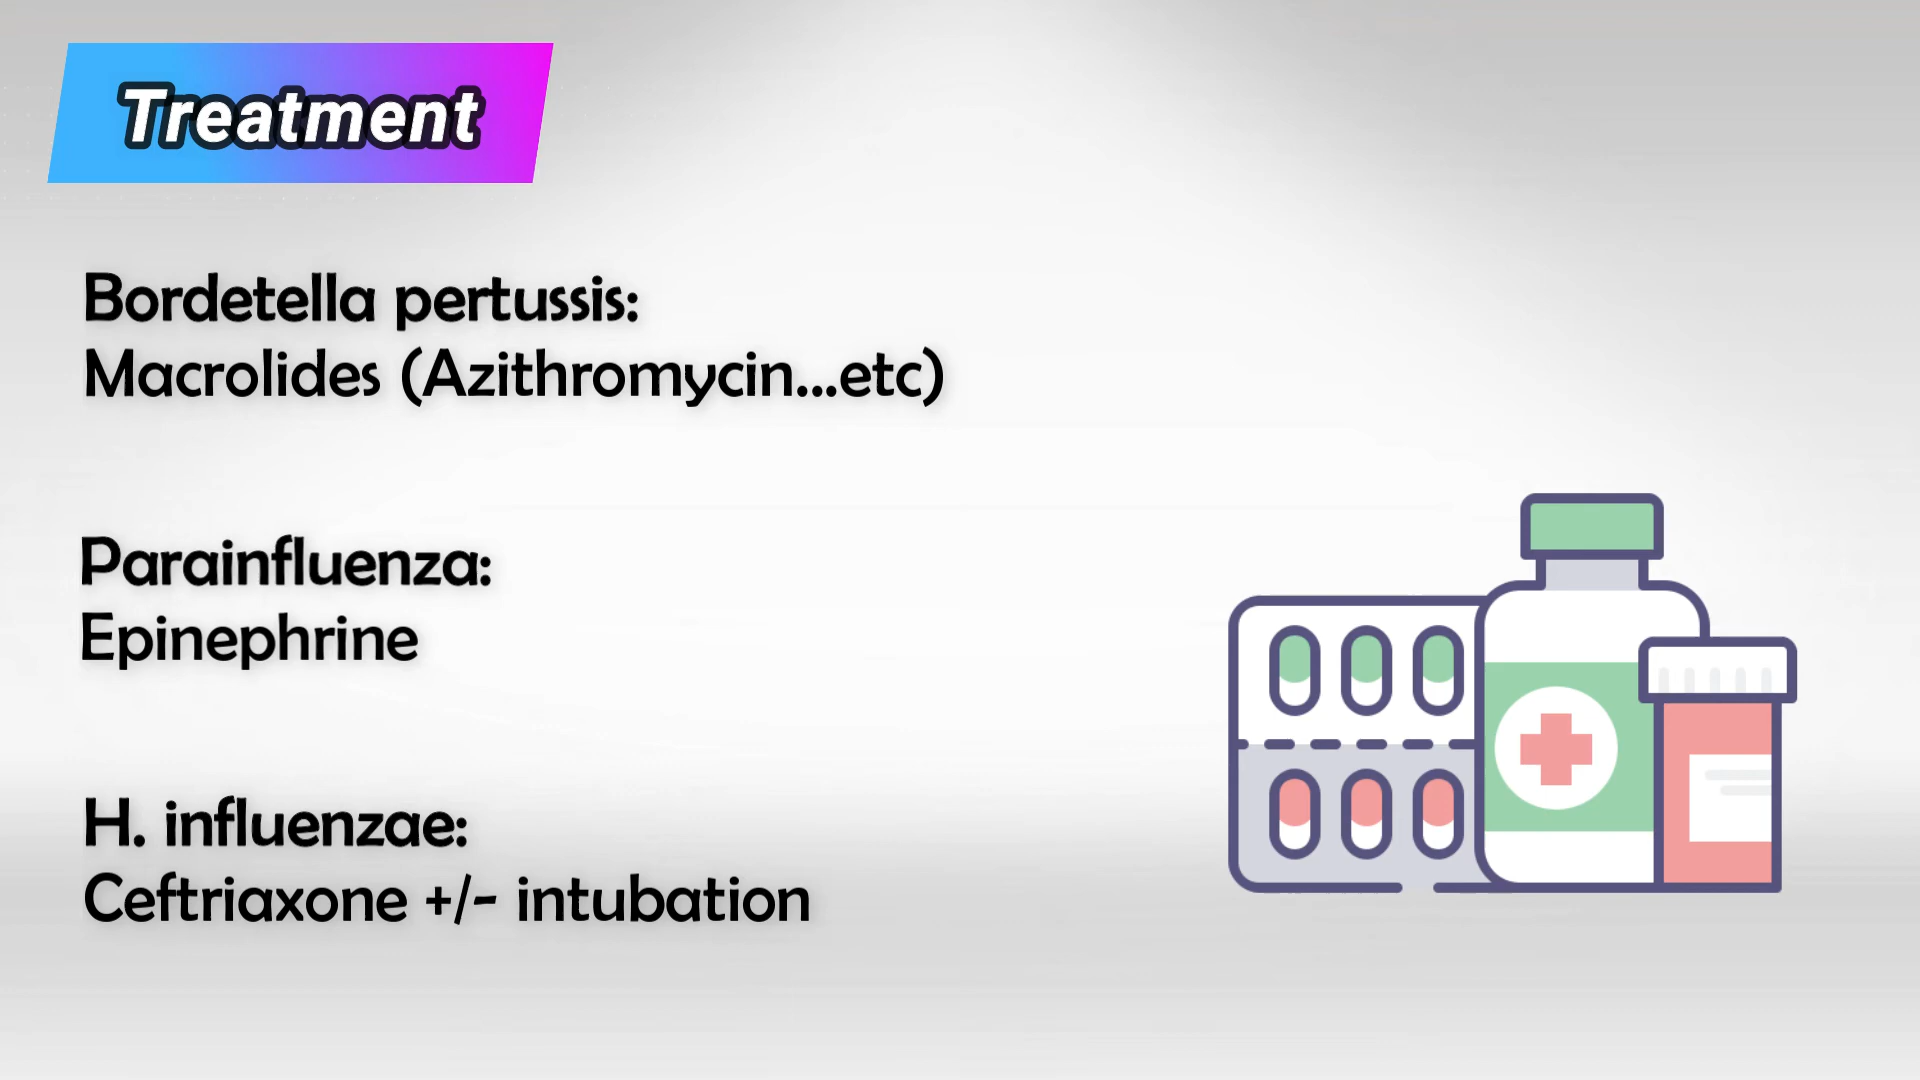 Treatment
Bordetella pertussis:
Macrolides (Azithromycin...etc)
Parainfluenza:
Epinephrine
H. influenzae:
Ceftriaxone +/- intubation